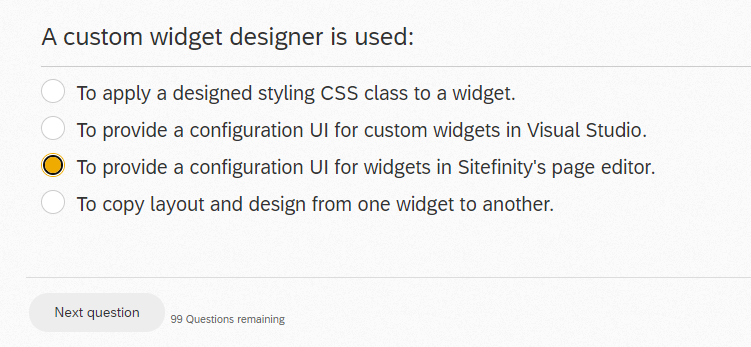 A custom widget designer is used:
To apply a designed styling CSS class to a widget.
To provide a configuration UI for custom widgets in Visual Studio.
To provide a configuration UI for widgets in Sitefinity's page editor.
To copy layout and design from one widget to another.
Next question
99 Questions remaining